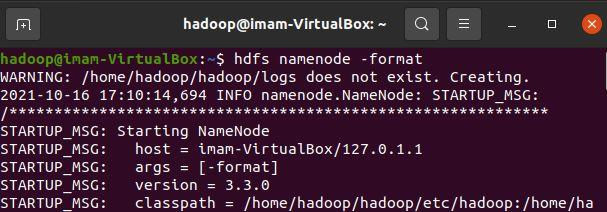 hadoop@imam-VirtualBox: ~
hadoop@imam-VirtualBox:~$ hdfs namenode -format
WARNING: /home/hadoop/hadoop/logs does not exist. Creating.
2021-10-16 17:10:14,694 INFO namenode.NameNode: STARTUP_MSG:
/************************************************************
STARTUP_MSG: Starting NameNode
STARTUP_MSG:   host = imam-VirtualBox/127.0.1.1
STARTUP_MSG:   args = [-format]
STARTUP_MSG:   version = 3.3.0
STARTUP_MSG:   classpath = /home/hadoop/hadoop/etc/hadoop:/home/ha